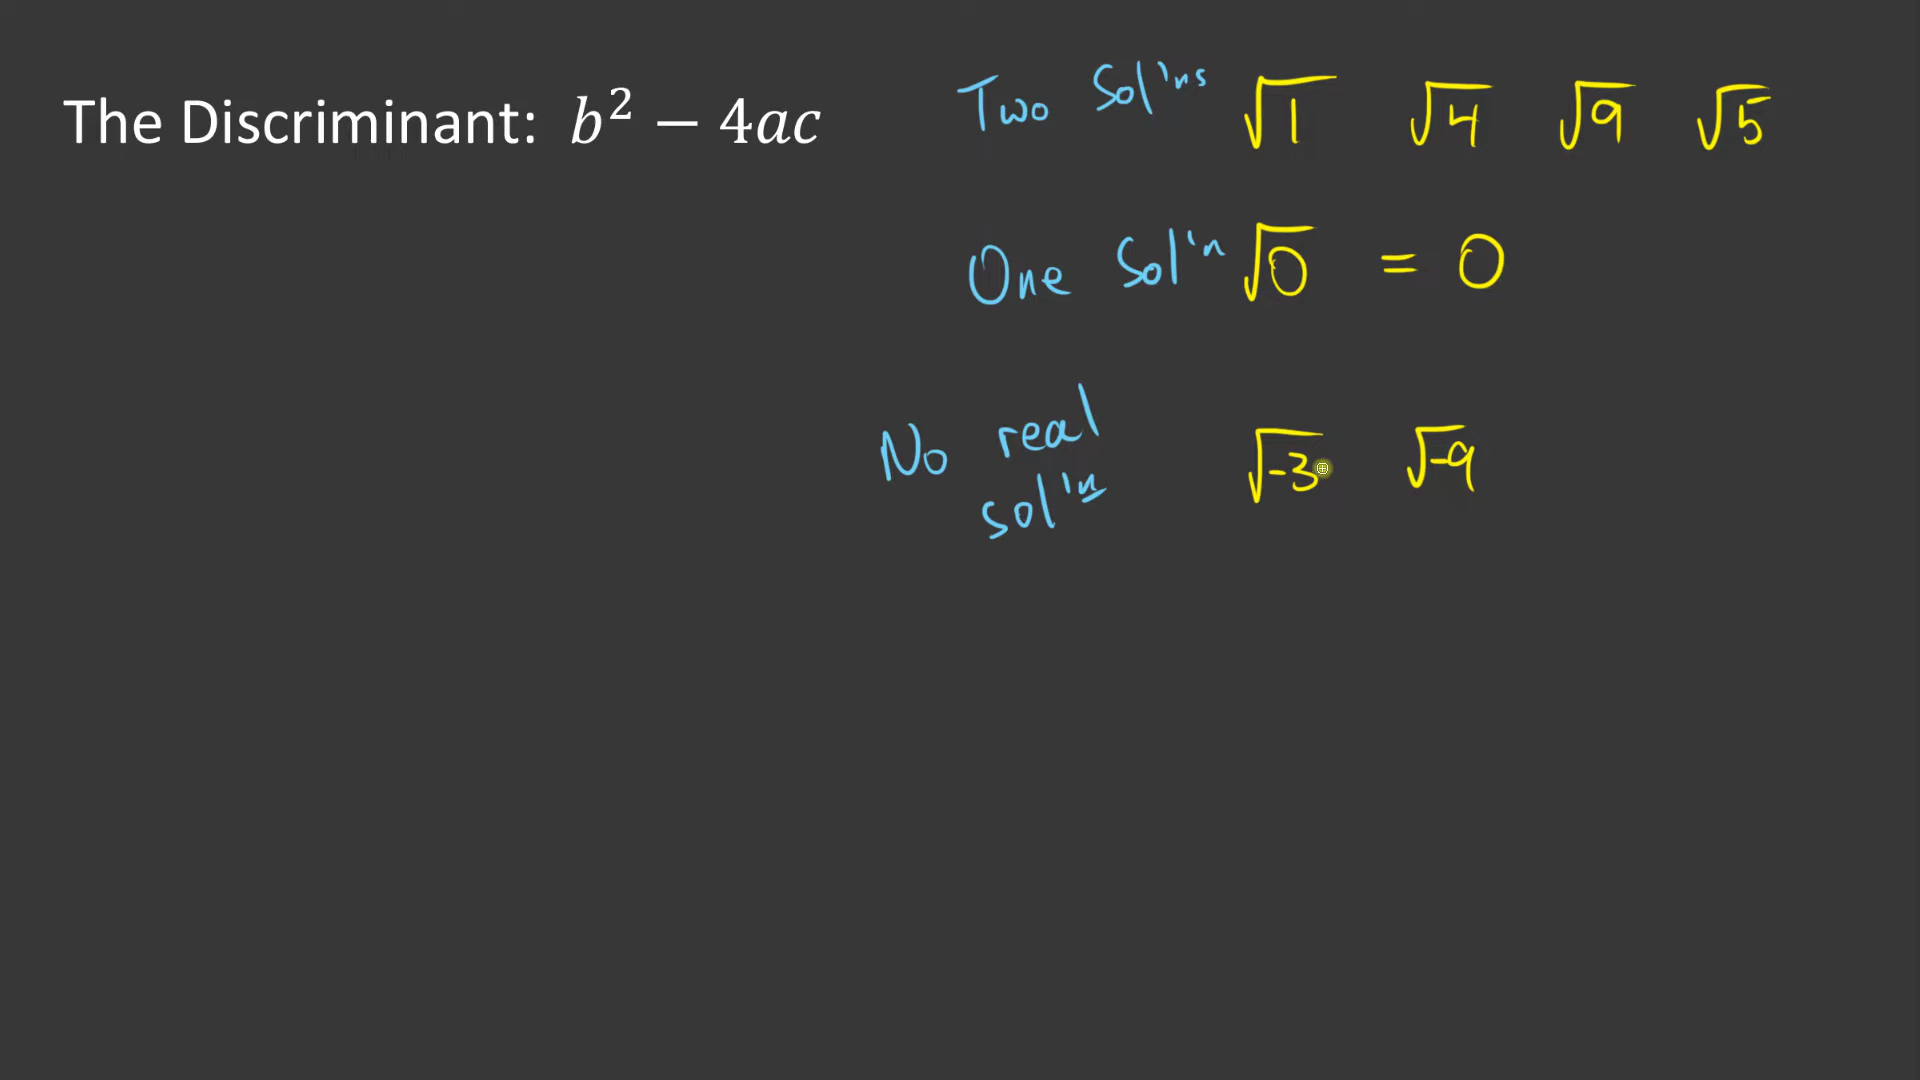 The Discriminant: b² − 4ac
Two Sol'ns √1 √4 √9 √5
One Sol'n √0 = 0
No real √-3 √-9
sol'n